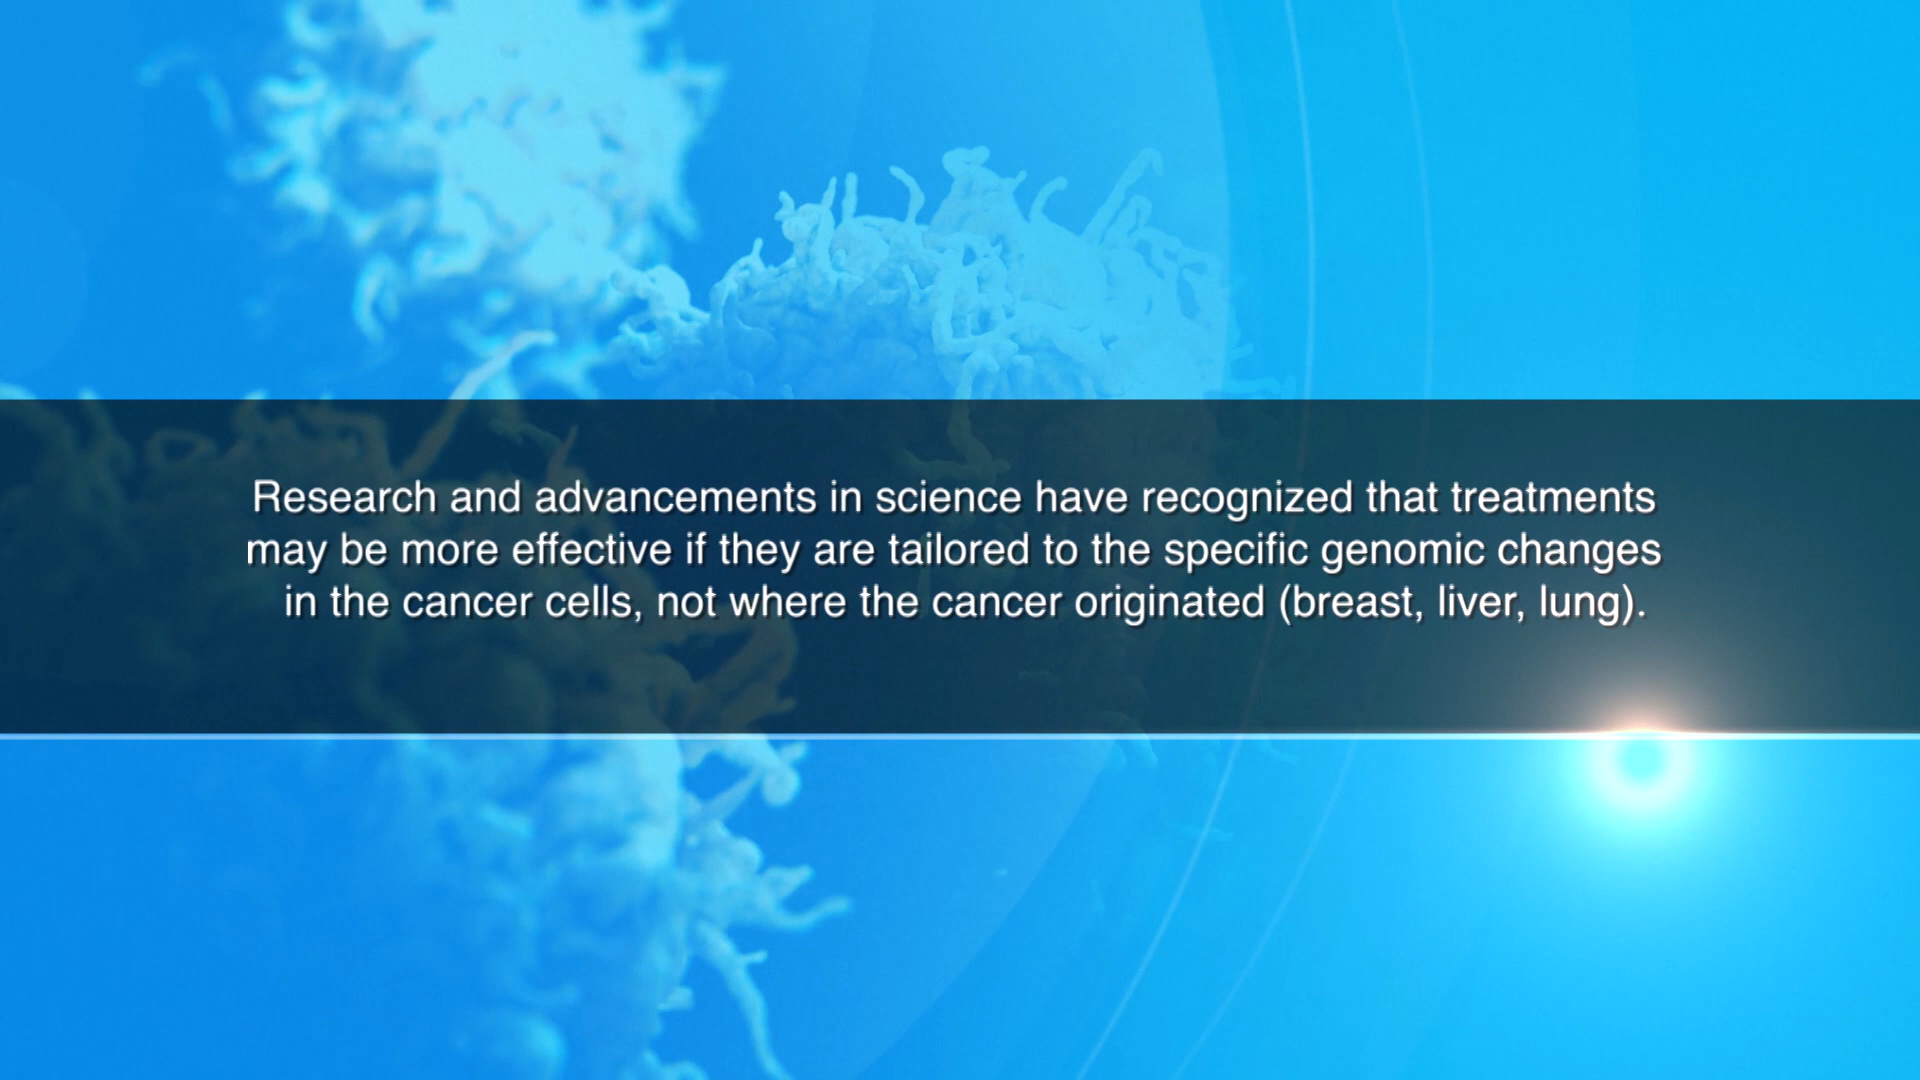 Research and advancements in science have recognized that treatments
may be more effective if they are tailored to the specific genomic changes
in the cancer cells, not where the cancer originated (breast, liver, lung).